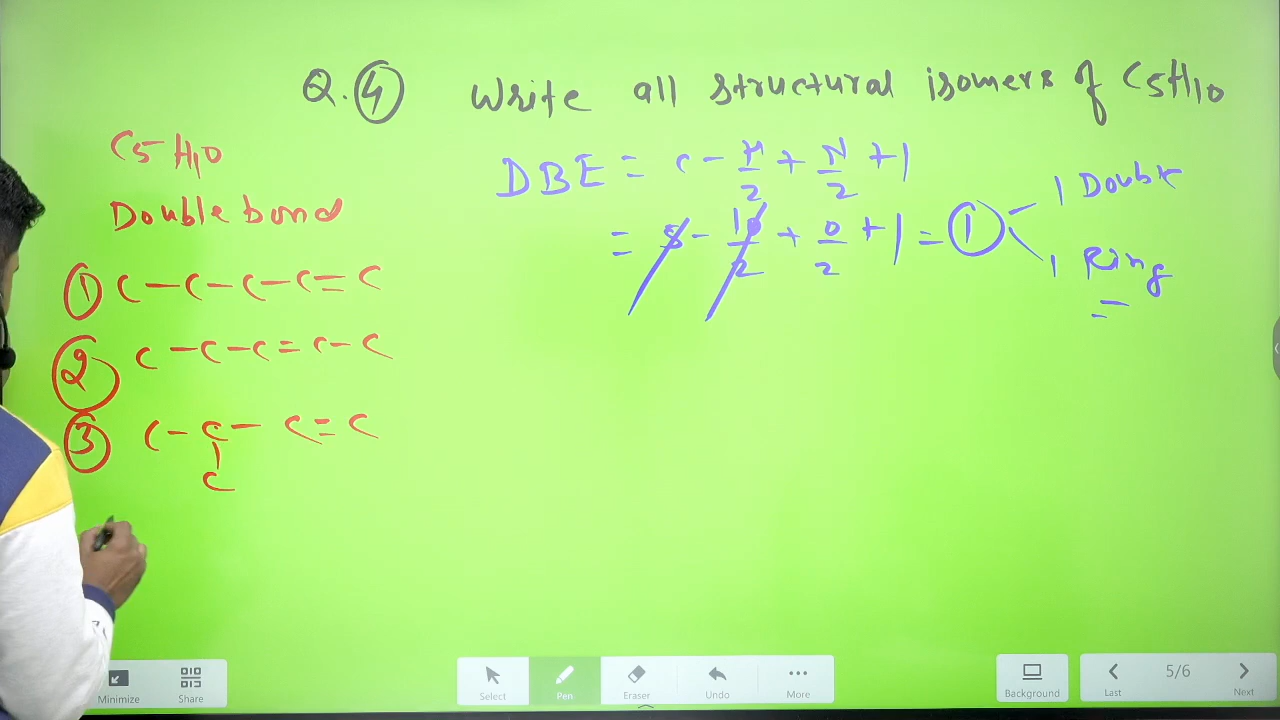 Q. 4 Write all structural isomers of C5H10
C5H10
Double bond
① C-C-C-C=C
② C-C-C=C-C
③ C-C-C=C
|
C
DBE = C - H/2 + N/2 + 1
= 5 - 10/2 + 0/2 + 1 = ①
1 Double
1 Ring
Minimize
Share
Select
Pen
Eraser
Undo
More
Background
Last
5/6
Next